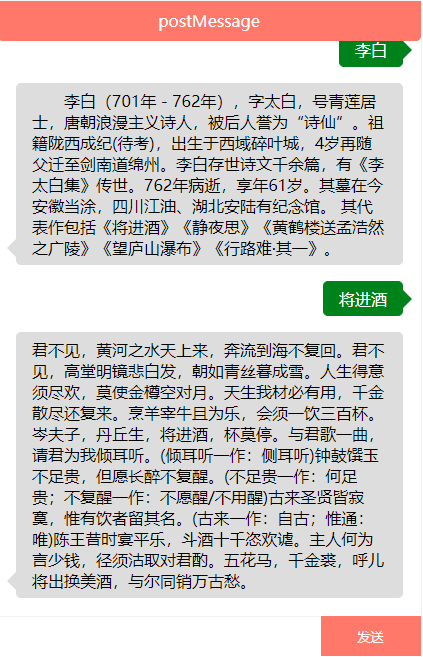 postMessage
李白
李白（701年－762年），字太白，号青莲居
士，唐朝浪漫主义诗人，被后人誉为“诗仙”。祖
籍陇西成纪(待考)，出生于西域碎叶城，4岁再随
父迁至剑南道绵州。李白存世诗文千余篇，有《李
太白集》传世。762年病逝，享年61岁。其墓在今
安徽当涂，四川江油、湖北安陆有纪念馆。 其代
表作包括《将进酒》《静夜思》《黄鹤楼送孟浩然
之广陵》《望庐山瀑布》《行路难·其一》。
将进酒
君不见，黄河之水天上来，奔流到海不复回。君不
见，高堂明镜悲白发，朝如青丝暮成雪。人生得意
须尽欢，莫使金樽空对月。天生我材必有用，千金
散尽还复来。烹羊宰牛且为乐，会须一饮三百杯。
岑夫子，丹丘生，将进酒，杯莫停。与君歌一曲，
请君为我倾耳听。(倾耳听一作：侧耳听)钟鼓馔玉
不足贵，但愿长醉不复醒。(不足贵一作：何足
贵；不复醒一作：不愿醒/不用醒)古来圣贤皆寂
寞，惟有饮者留其名。(古来一作：自古；惟通：
唯)陈王昔时宴平乐，斗酒十千恣欢谑。主人何为
言少钱，径须沽取对君酌。五花马，千金裘，呼儿
将出换美酒，与尔同销万古愁。
发送